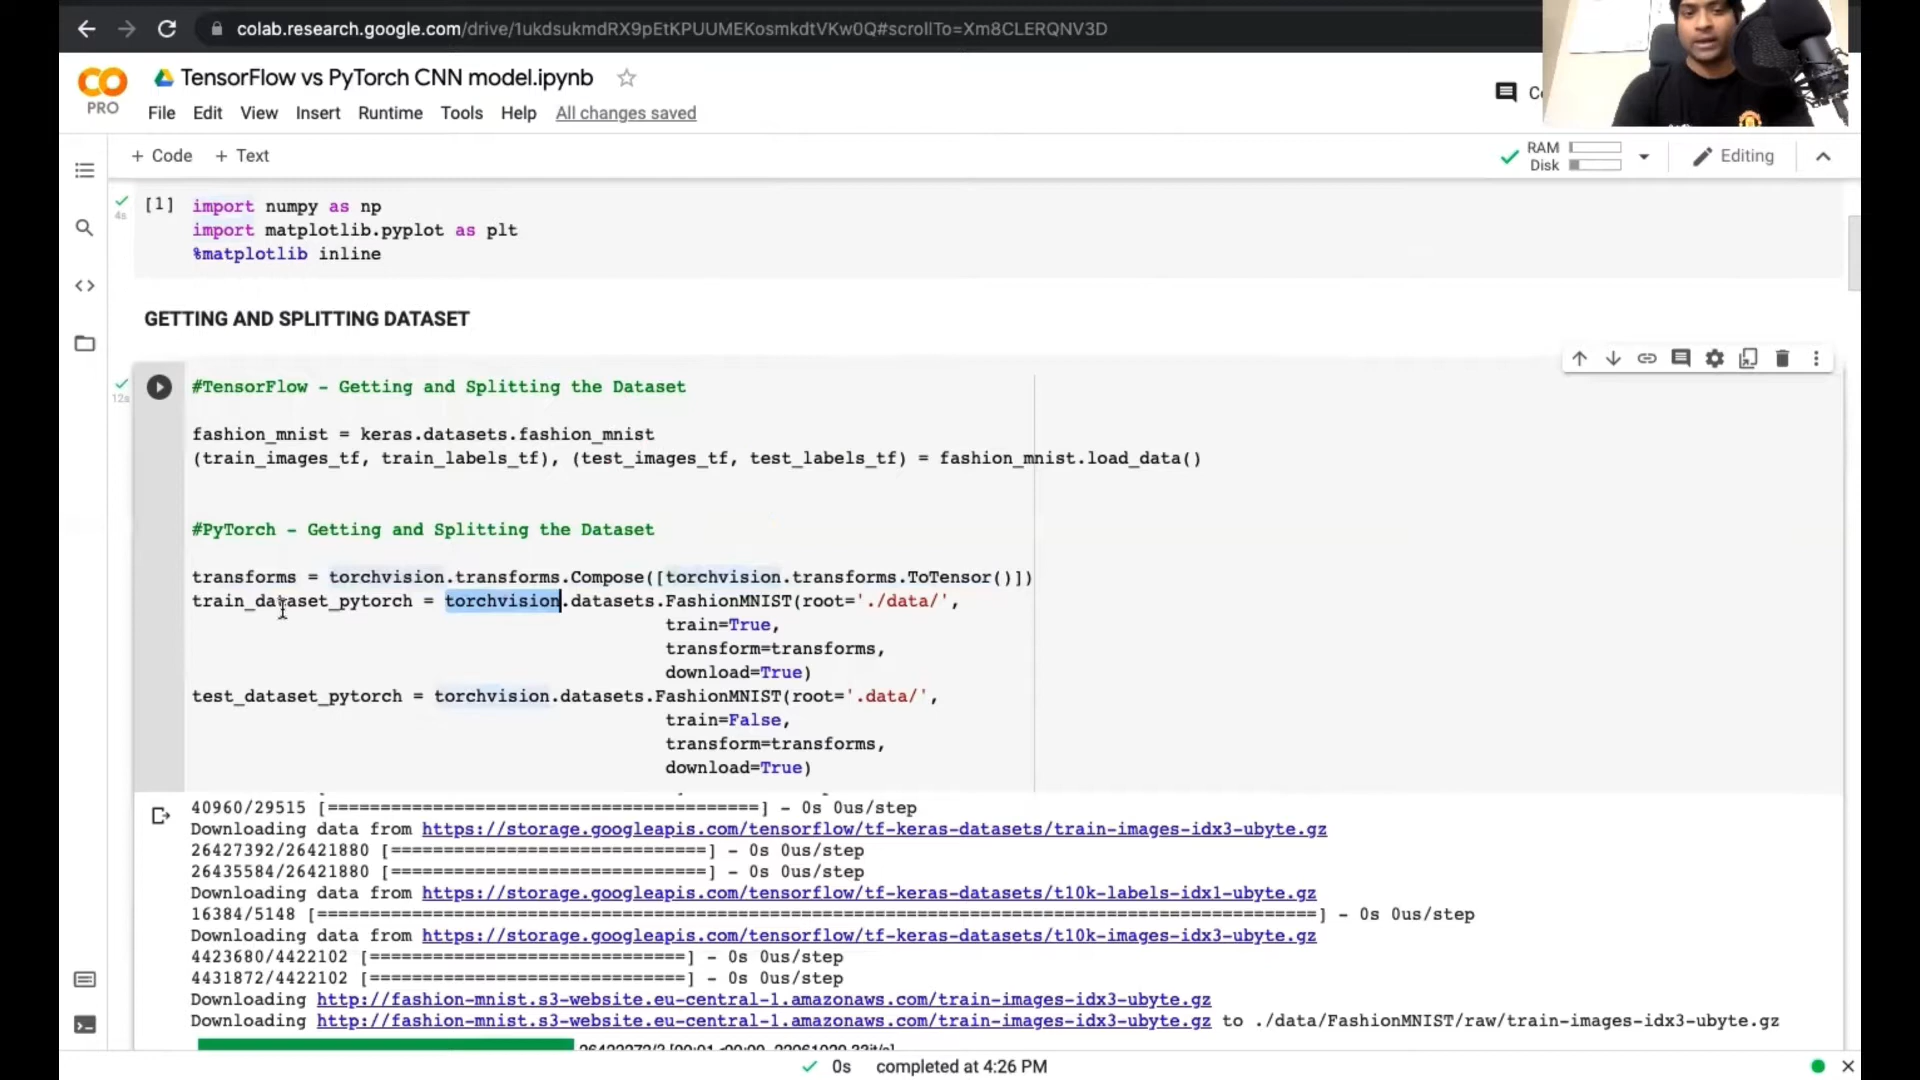 colab.research.google.com/drive/1ukdsukmdRX9pEtKPUUMEKosmkdtVKw0Q#scrollTo=Xm8CLERQNV3D
TensorFlow vs PyTorch CNN model.ipynb
PRO
File Edit View Insert Runtime Tools Help All changes saved
+ Code + Text
RAM
Disk
Editing
4s
[1] import numpy as np
import matplotlib.pyplot as plt
%matplotlib inline
GETTING AND SPLITTING DATASET
12s
#TensorFlow - Getting and Splitting the Dataset
fashion_mnist = keras.datasets.fashion_mnist
(train_images_tf, train_labels_tf), (test_images_tf, test_labels_tf) = fashion_mnist.load_data()
#PyTorch - Getting and Splitting the Dataset
transforms = torchvision.transforms.Compose([torchvision.transforms.ToTensor()])
train_dataset_pytorch = torchvision.datasets.FashionMNIST(root='./data/',
train=True,
transform=transforms,
download=True)
test_dataset_pytorch = torchvision.datasets.FashionMNIST(root='.data/',
train=False,
transform=transforms,
download=True)
40960/29515 [=========================================] - 0s 0us/step
Downloading data from https://storage.googleapis.com/tensorflow/tf-keras-datasets/train-images-idx3-ubyte.gz
26427392/26421880 [==============================] - 0s 0us/step
26435584/26421880 [==============================] - 0s 0us/step
Downloading data from https://storage.googleapis.com/tensorflow/tf-keras-datasets/t10k-labels-idx1-ubyte.gz
16384/5148 [===============================================================================================] - 0s 0us/step
Downloading data from https://storage.googleapis.com/tensorflow/tf-keras-datasets/t10k-images-idx3-ubyte.gz
4423680/4422102 [==============================] - 0s 0us/step
4431872/4422102 [==============================] - 0s 0us/step
Downloading http://fashion-mnist.s3-website.eu-central-1.amazonaws.com/train-images-idx3-ubyte.gz
Downloading http://fashion-mnist.s3-website.eu-central-1.amazonaws.com/train-images-idx3-ubyte.gz to ./data/FashionMNIST/raw/train-images-idx3-ubyte.gz
0s completed at 4:26 PM